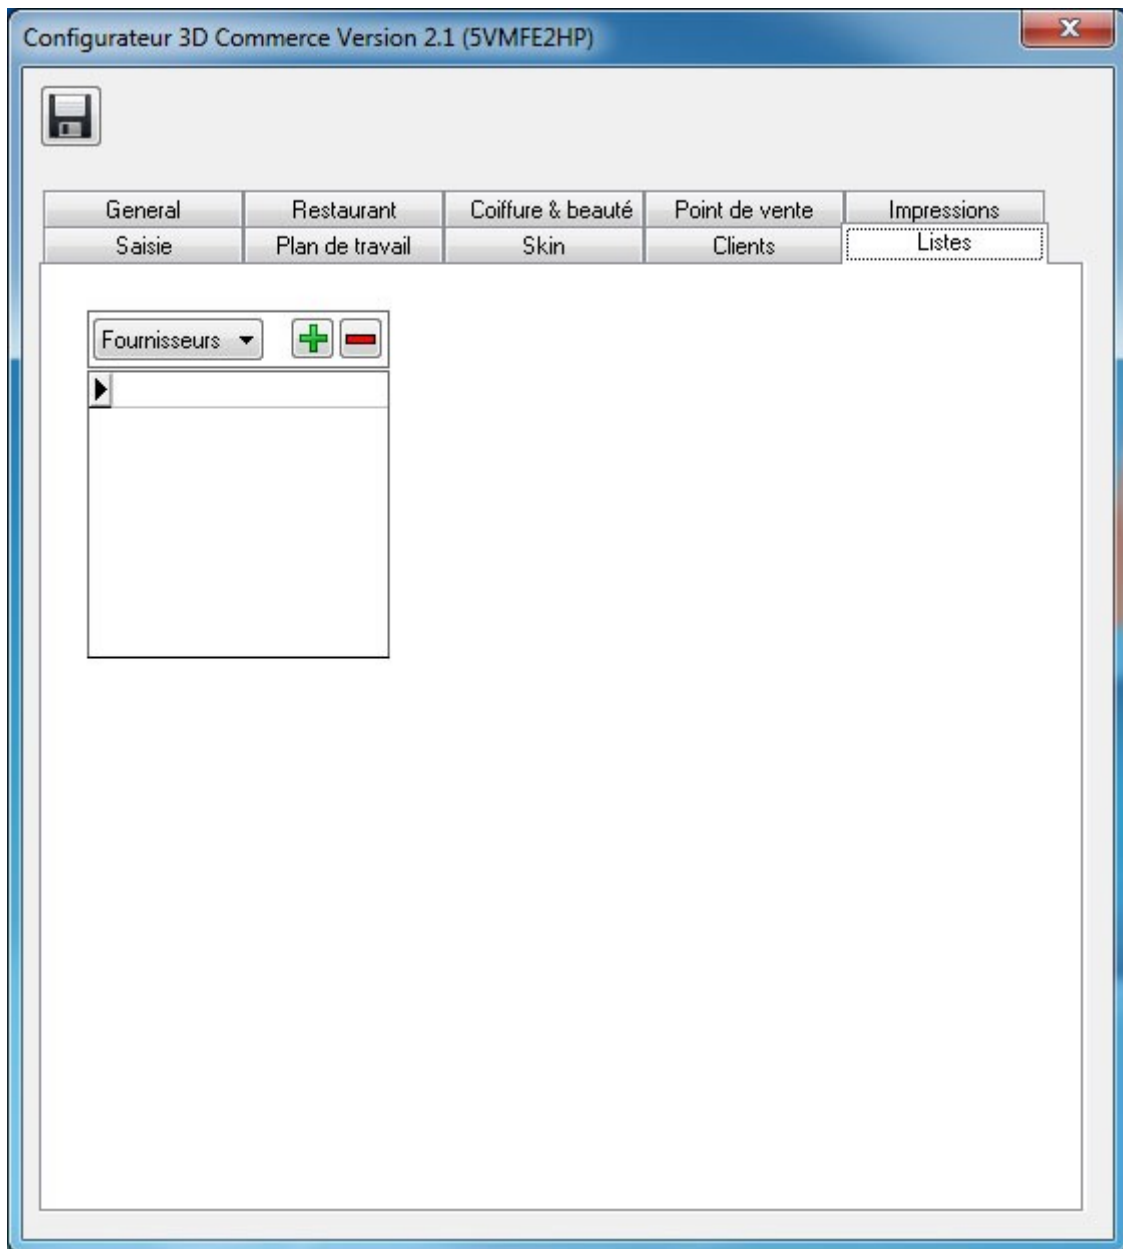 Configurateur 3D Commerce Version 2.1 (5VMFE2HP)
General Restaurant Coiffure & beauté Point de vente Impressions
Saisie Plan de travail Skin Clients Listes
Fournisseurs